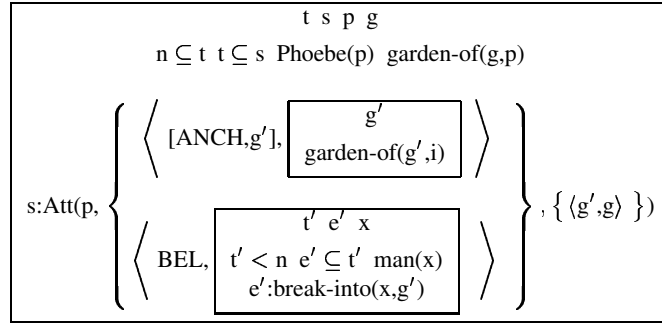 t s p g
n ⊆ t t ⊆ s Phoebe(p) garden-of(g,p)
g′
[ANCH,g′],
garden-of(g′,i)
s:Att(p, { ⟨ ⟩ ⟨ ⟩ } , { ⟨g′,g⟩ })
t′ e′ x
BEL, t′ < n e′ ⊆ t′ man(x)
e′:break-into(x,g′)